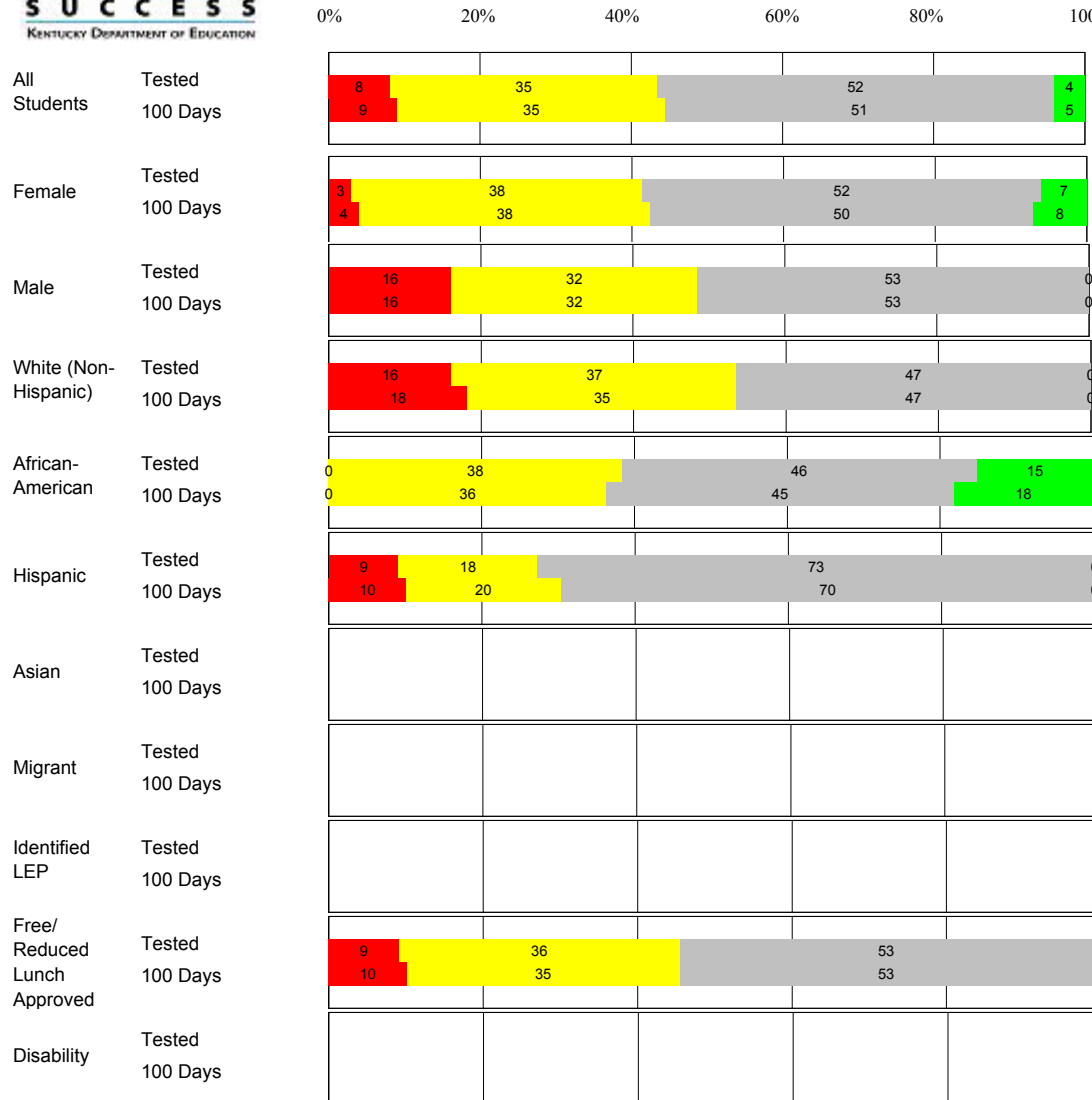 SUCCESS
KENTUCKY DEPARTMENT OF EDUCATION
0% 20% 40% 60% 80% 100
All Students
Tested 8 35 52 4
100 Days 9 35 51 5
Female
Tested 3 38 52 7
100 Days 4 38 50 8
Male
Tested 16 32 53 0
100 Days 16 32 53 0
White (Non-
Hispanic)
Tested 16 37 47 0
100 Days 18 35 47 0
African-
American
Tested 0 38 46 15
100 Days 0 36 45 18
Hispanic
Tested 9 18 73
100 Days 10 20 70
Asian
Tested
100 Days
Migrant
Tested
100 Days
Identified
LEP
Tested
100 Days
Free/
Reduced
Lunch
Approved
Tested 9 36 53
100 Days 10 35 53
Disability
Tested
100 Days